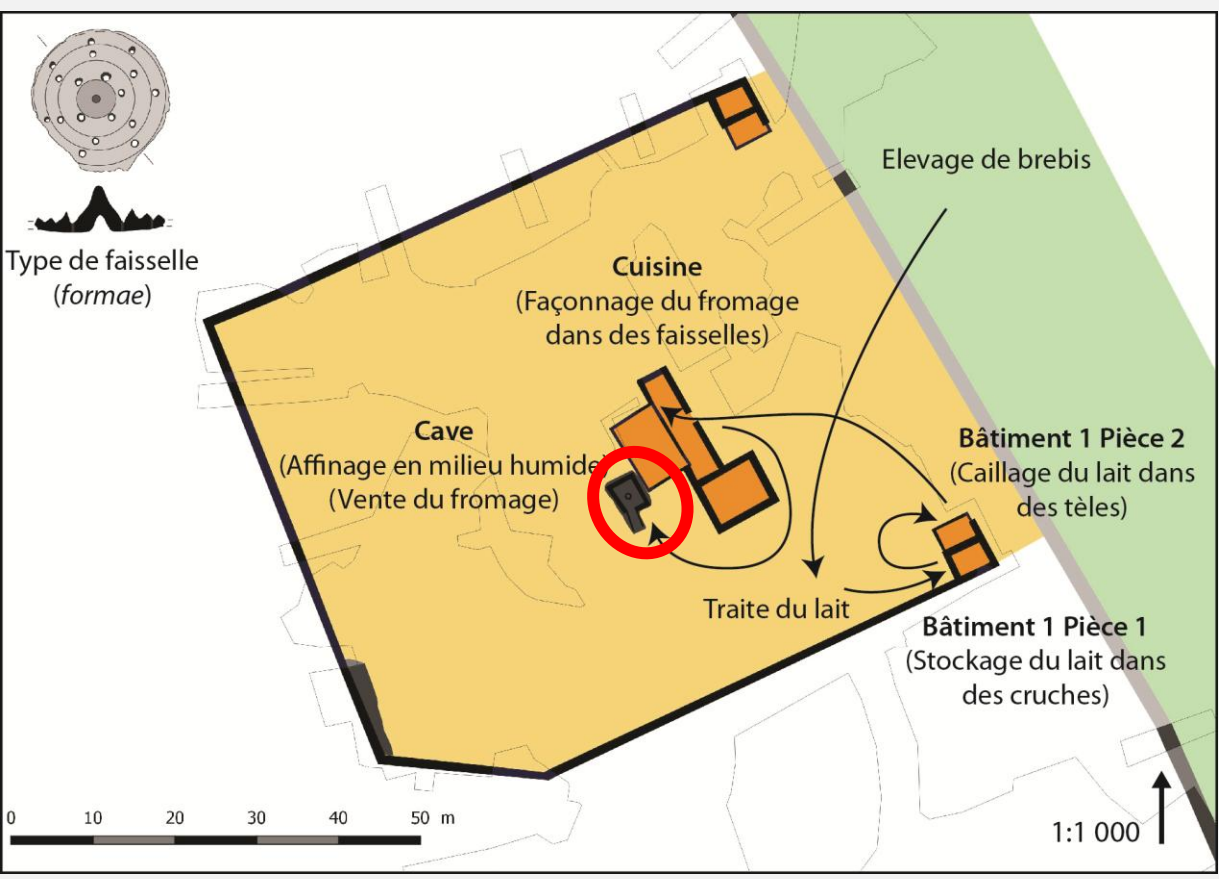 Type de faisselle
(formae)
Elevage de brebis
Cuisine
(Façonnage du fromage
dans des faisselles)
Cave
(Affinage en milieu humide)
(Vente du fromage)
Bâtiment 1 Pièce 2
(Caillage du lait dans
des tèles)
Traite du lait
Bâtiment 1 Pièce 1
(Stockage du lait dans
des cruches)
0 10 20 30 40 50 m
1:1 000